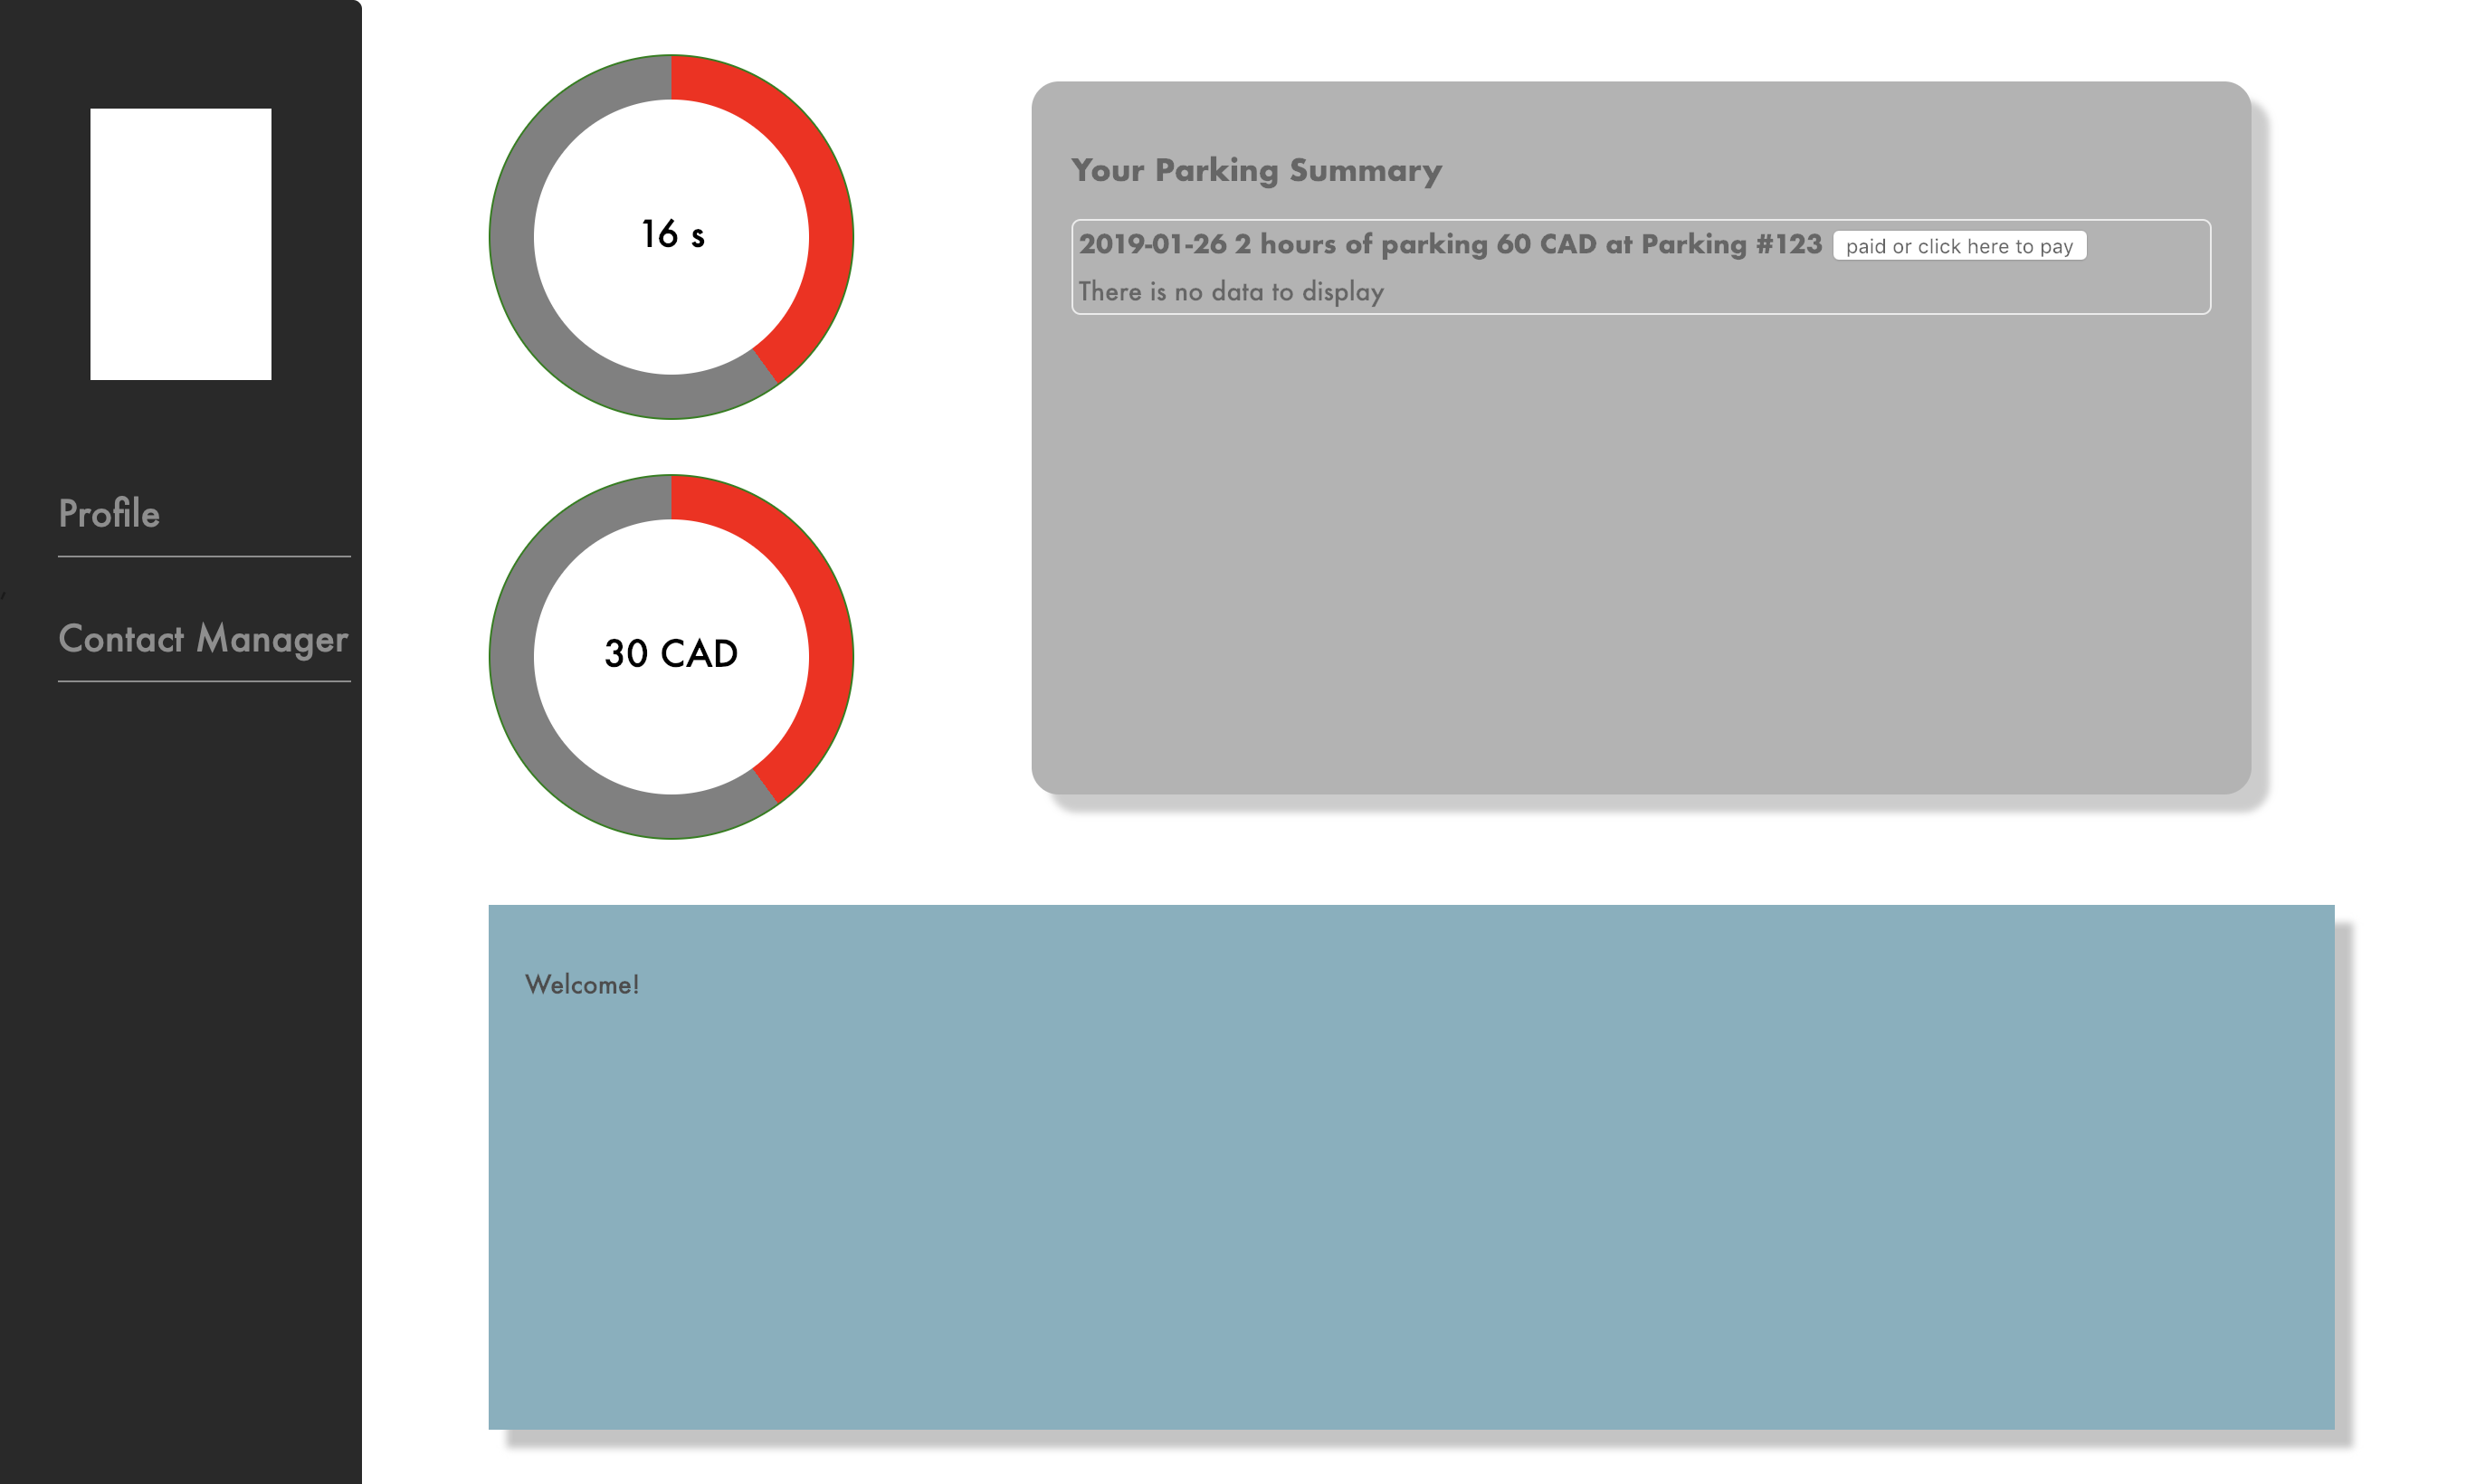 Profile
Contact Manager
16 s
30 CAD
Your Parking Summary
2019-01-26 2 hours of parking 60 CAD at Parking #123 paid or click here to pay
There is no data to display
Welcome!